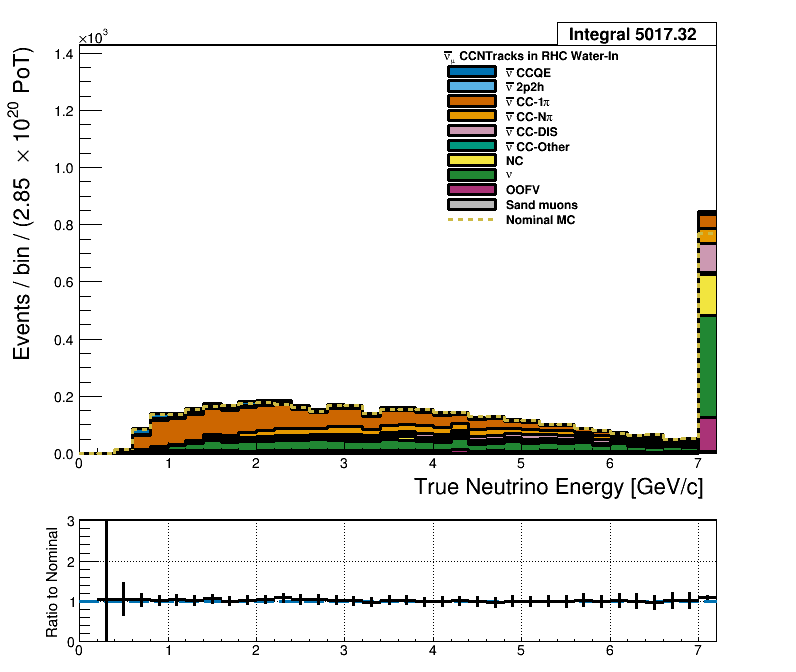 Integral 5017.32
×10³
ν̅μ CCNTracks in RHC Water-In
ν̅ CCQE
ν̅ 2p2h
ν̅ CC-1π
ν̅ CC-Nπ
ν̅ CC-DIS
ν̅ CC-Other
NC
ν
OOFV
Sand muons
Nominal MC
Events / bin / (2.85 × 10²⁰ PoT)
1.4
1.2
1.0
0.8
0.6
0.4
0.2
0.0
0 1 2 3 4 5 6 7
True Neutrino Energy [GeV/c]
Ratio to Nominal
3
2
1
0
0 1 2 3 4 5 6 7